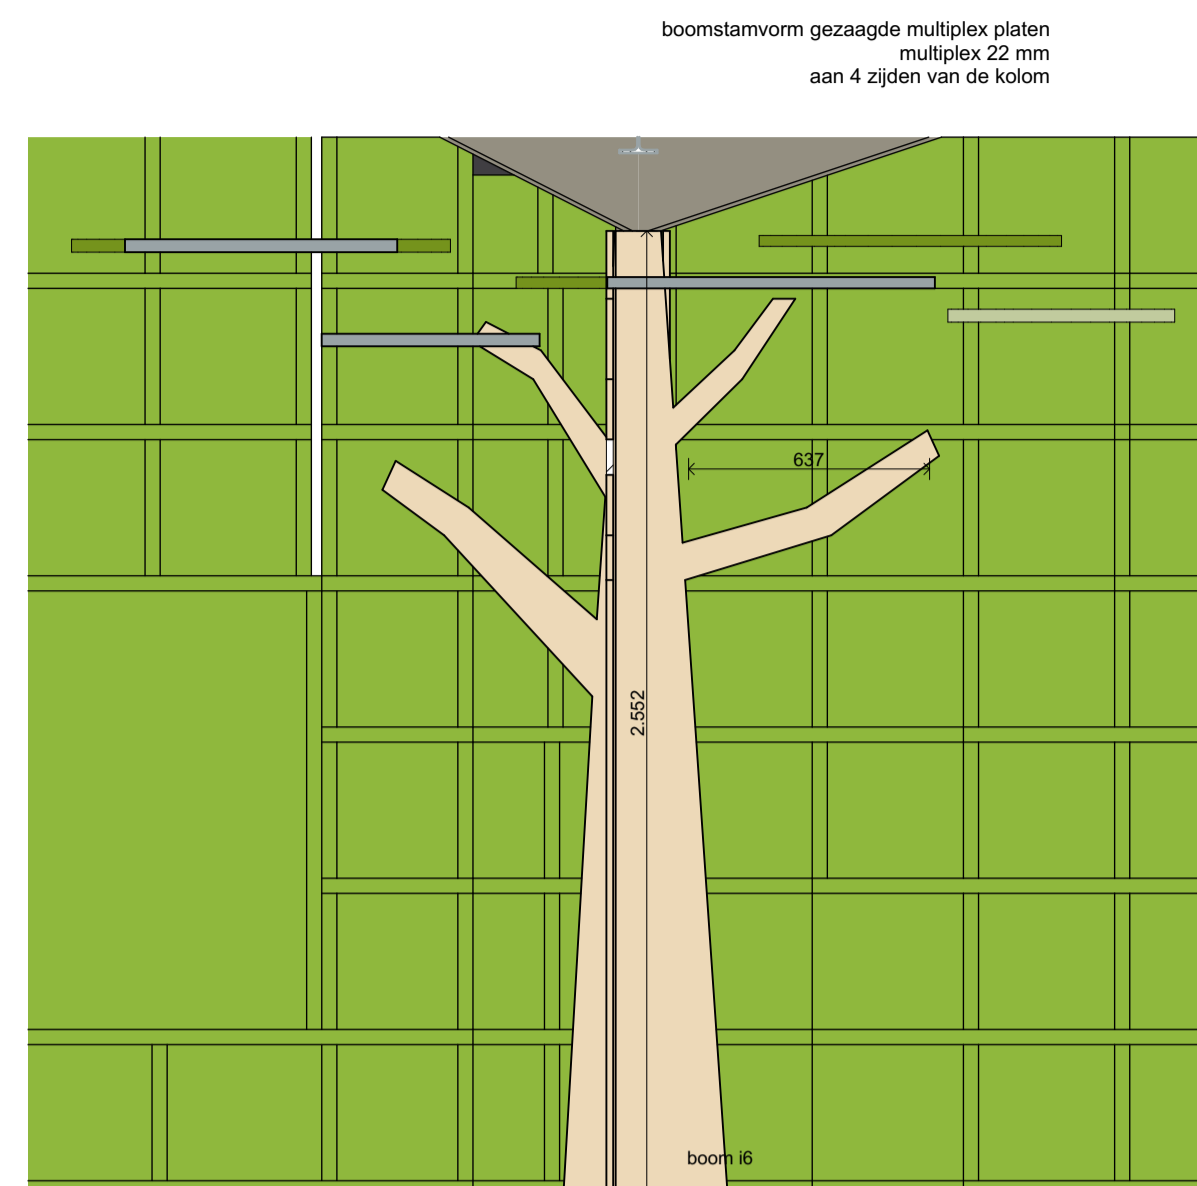 boomstamvorm gezaagde multiplex platen
multiplex 22 mm
aan 4 zijden van de kolom
637
2.552
boom i6